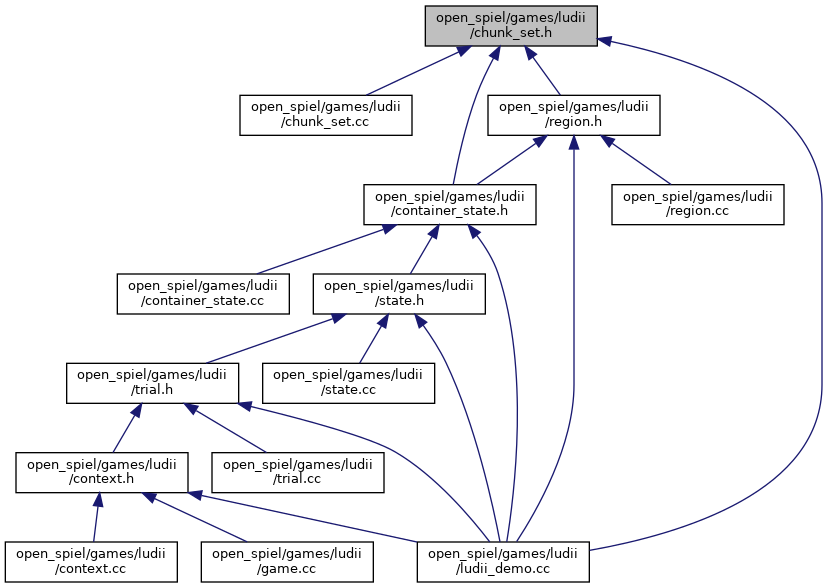 open_spiel/games/ludii
/chunk_set.h
open_spiel/games/ludii
/chunk_set.cc
open_spiel/games/ludii
/region.h
open_spiel/games/ludii
/container_state.h
open_spiel/games/ludii
/region.cc
open_spiel/games/ludii
/container_state.cc
open_spiel/games/ludii
/state.h
open_spiel/games/ludii
/trial.h
open_spiel/games/ludii
/state.cc
open_spiel/games/ludii
/context.h
open_spiel/games/ludii
/trial.cc
open_spiel/games/ludii
/context.cc
open_spiel/games/ludii
/game.cc
open_spiel/games/ludii
/ludii_demo.cc